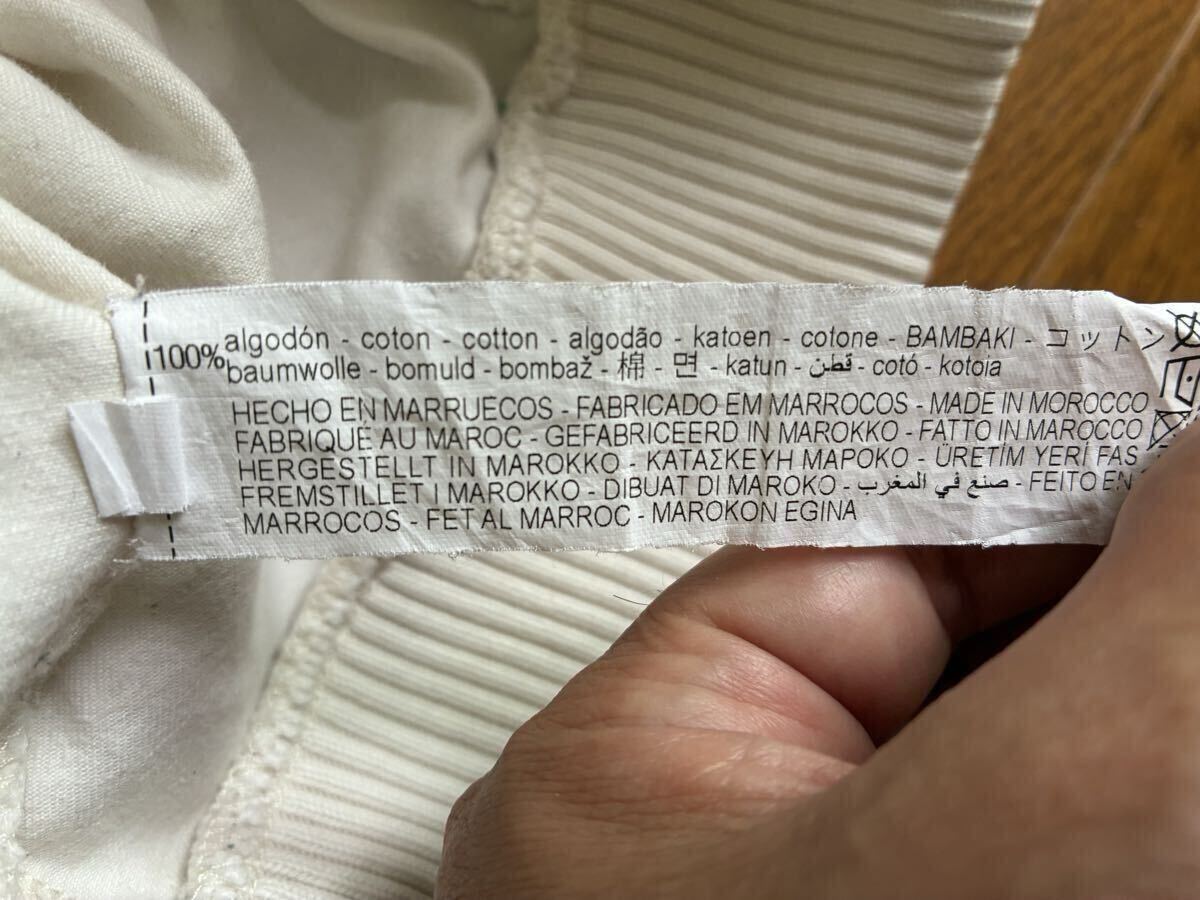 100%
algodón - coton - cotton - algodão - katoen - cotone - BAMBAKI - コットン
baumwolle - bomuld - bombaž - 棉 - 면 - katun - قطن - cotó - kotoia
HECHO EN MARRUECOS - FABRICADO EM MARROCOS - MADE IN MOROCCO
FABRIQUÉ AU MAROC - GEFABRICEERD IN MAROKKO - FATTO IN MAROCCO
HERGESTELLT IN MAROKKO - ΚΑΤΑΣΚΕΥΗ ΜΑΡΟΚΟ - ÜRETİM YERİ FAS
FREMSTILLET I MAROKKO - DIBUAT DI MAROKO - صنع في المغرب - FEITO EN
MARROCOS - FET AL MARROC - MAROKON EGINA